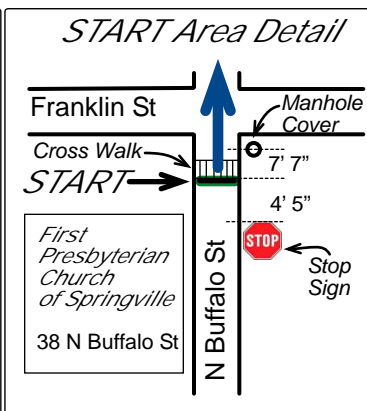 START Area Detail
Franklin St
Manhole
Cover
Cross Walk
7' 7"
START
4' 5"
STOP
Stop
Sign
First
Presbyterian
Church
of Springville
38 N Buffalo St
N Buffalo St